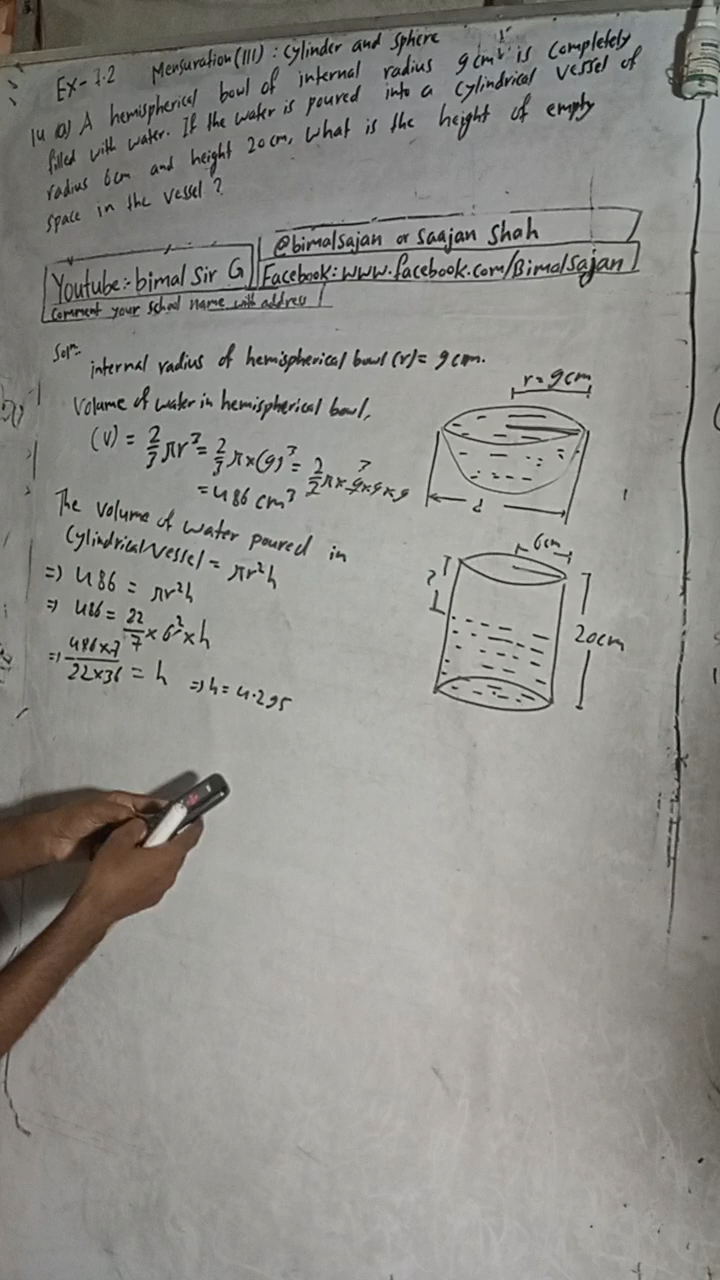 Ex-7.2 Mensuration (III) : cylinder and sphere
14 (a) A hemispherical bowl of internal radius 9cm is completely
filled with water. If the water is poured into a cylindrical vessel of
radius 6cm and height 20cm, what is the height of empty
space in the vessel ?
@bimalsajan or Saajan Shah
Youtube:- bimal Sir G
Facebook: www.facebook.com/Bimalsajan
Comment your school name with address
Solⁿ.
internal radius of hemispherical bowl (r) = 9cm.
Volume of water in hemispherical bowl,
(V) = 2/3 πr³ = 2/3 π×(9)³ = 2/3 π× 9×9×9
3
= 486 cm³
r=9cm
d
The volume of water poured in
Cylindrical Vessel = πr²h
=> 486 = πr²h
=> 486 = 22/7 × 6² × h
=> 486×7/22×36 = h => h = 4.295
6cm
?
20cm